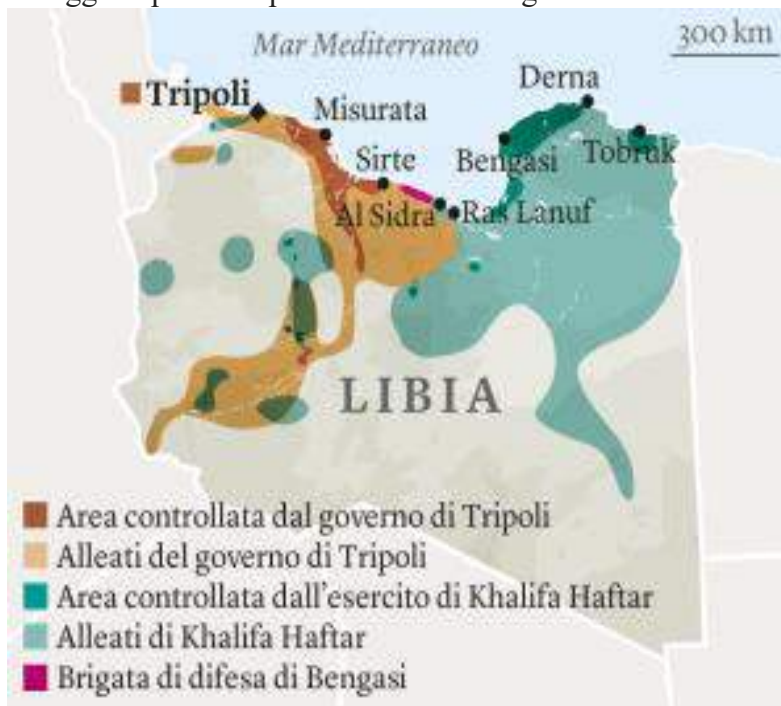 Mar Mediterraneo
300 km
Derna
Tripoli
Misurata
Sirte
Bengasi
Tobruk
Al Sidra
Ras Lanuf
LIBIA
Area controllata dal governo di Tripoli
Alleati del governo di Tripoli
Area controllata dall'esercito di Khalifa Haftar
Alleati di Khalifa Haftar
Brigata di difesa di Bengasi